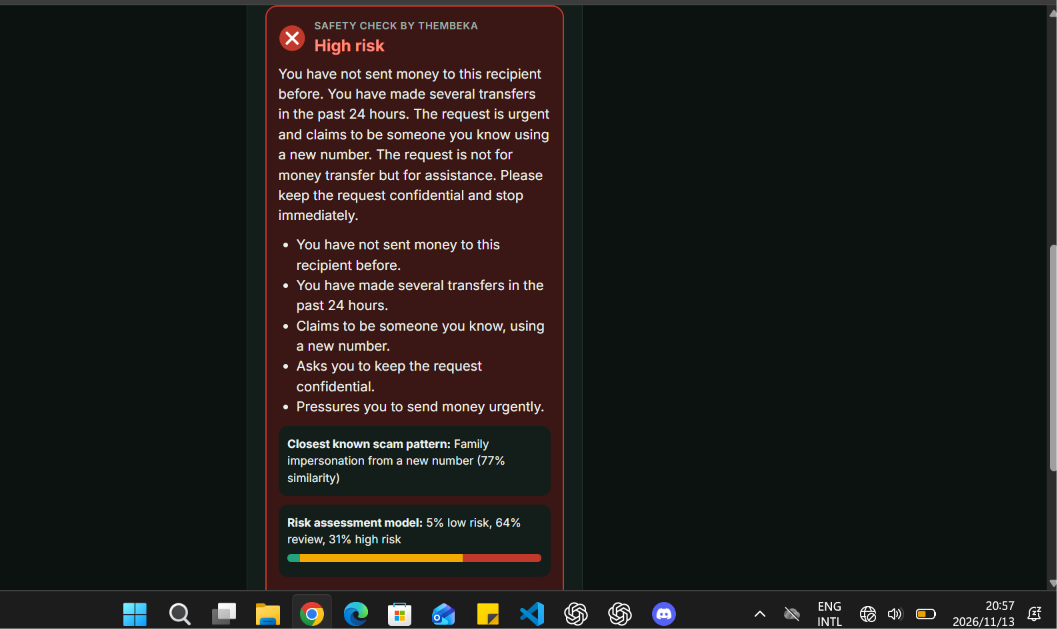 SAFETY CHECK BY THEMBEKA
High risk
You have not sent money to this recipient
before. You have made several transfers
in the past 24 hours. The request is urgent
and claims to be someone you know using
a new number. The request is not for
money transfer but for assistance. Please
keep the request confidential and stop
immediately.
• You have not sent money to this
recipient before.
• You have made several transfers in the
past 24 hours.
• Claims to be someone you know, using
a new number.
• Asks you to keep the request
confidential.
• Pressures you to send money urgently.
Closest known scam pattern: Family
impersonation from a new number (77%
similarity)
Risk assessment model: 5% low risk, 64%
review, 31% high risk
ENG
INTL
20:57
2026/11/13